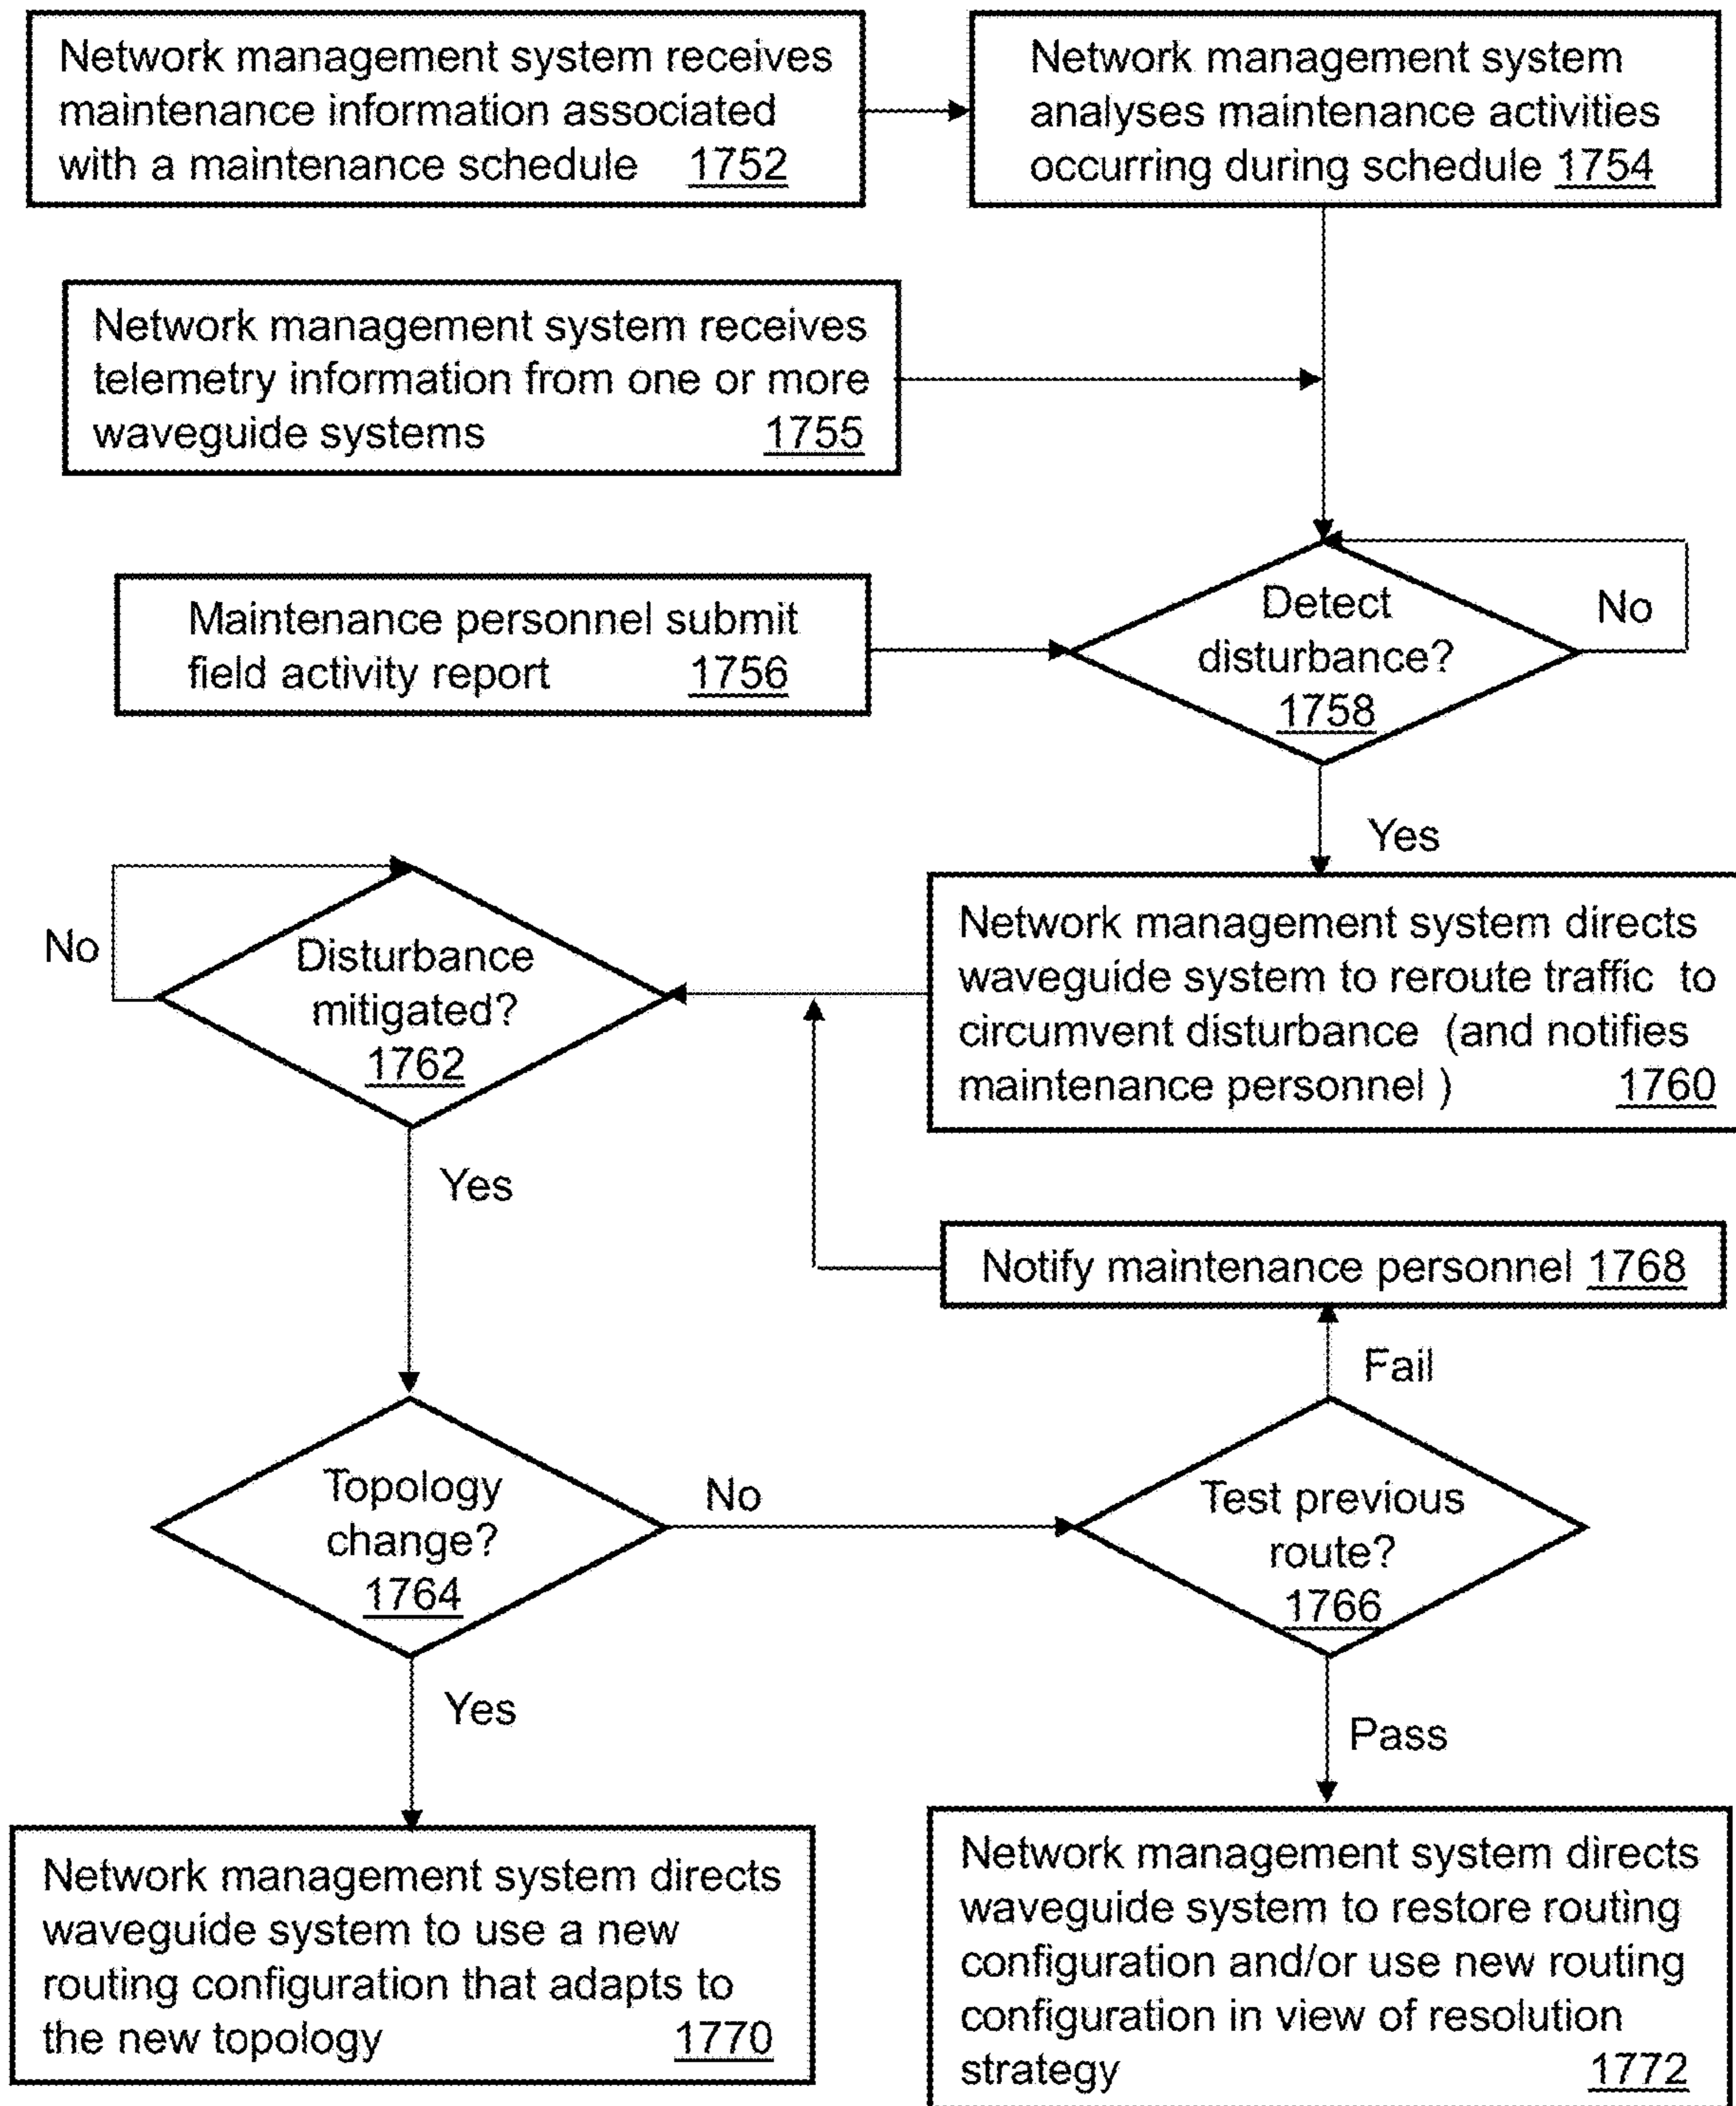 Network management system receives
maintenance information associated
with a maintenance schedule 1752
Network management system
analyses maintenance activities
occurring during schedule 1754
Network management system receives
telemetry information from one or more
waveguide systems 1755
Maintenance personnel submit
field activity report 1756
Detect
disturbance?
1758
No
Yes
Network management system directs
waveguide system to reroute traffic to
circumvent disturbance (and notifies
maintenance personnel ) 1760
No
Disturbance
mitigated?
1762
Yes
Notify maintenance personnel 1768
Fail
Topology
change?
1764
No
Test previous
route?
1766
Yes
Pass
Network management system directs
waveguide system to use a new
routing configuration that adapts to
the new topology 1770
Network management system directs
waveguide system to restore routing
configuration and/or use new routing
configuration in view of resolution
strategy 1772